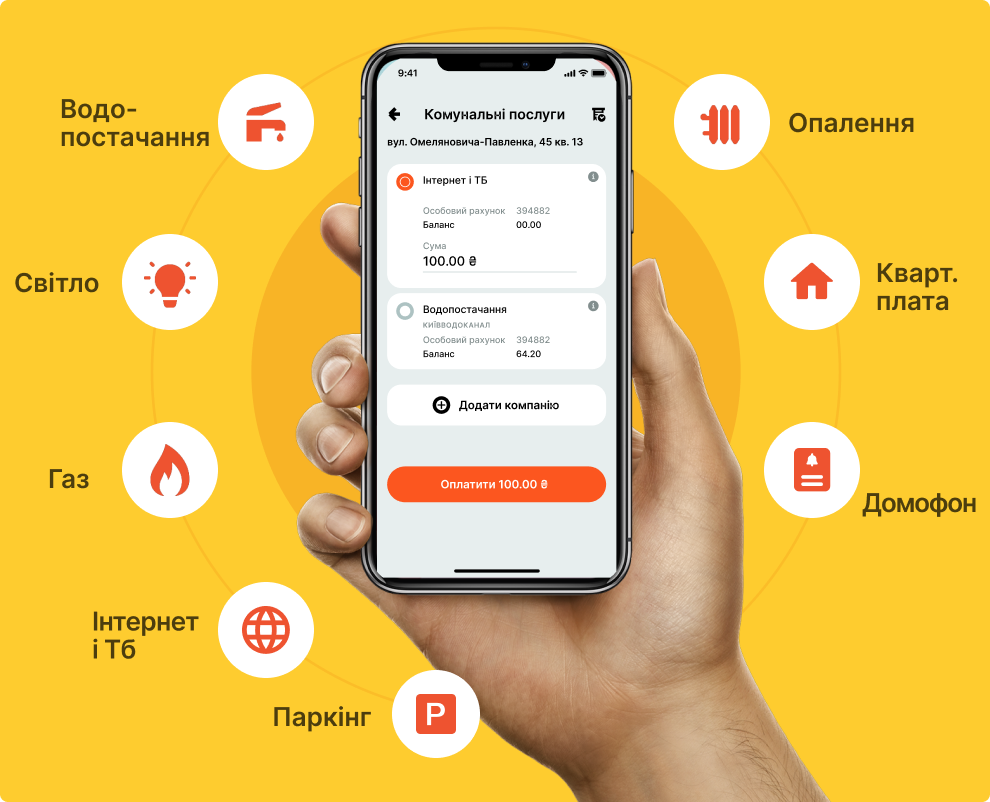 Водо-
постачання
Опалення
Світло
Кварт.
плата
Газ
Домофон
Інтернет
і Тб
Паркінг
P
9:41
Комунальні послуги
вул. Омеляновича-Павленка, 45 кв. 13
Інтернет і ТБ
Особовий рахунок 394882
Баланс 00.00
Сума
100.00 ₴
Водопостачання
КИЇВВОДОКАНАЛ
Особовий рахунок 394882
Баланс 64.20
Додати компанію
Оплатити 100.00 ₴